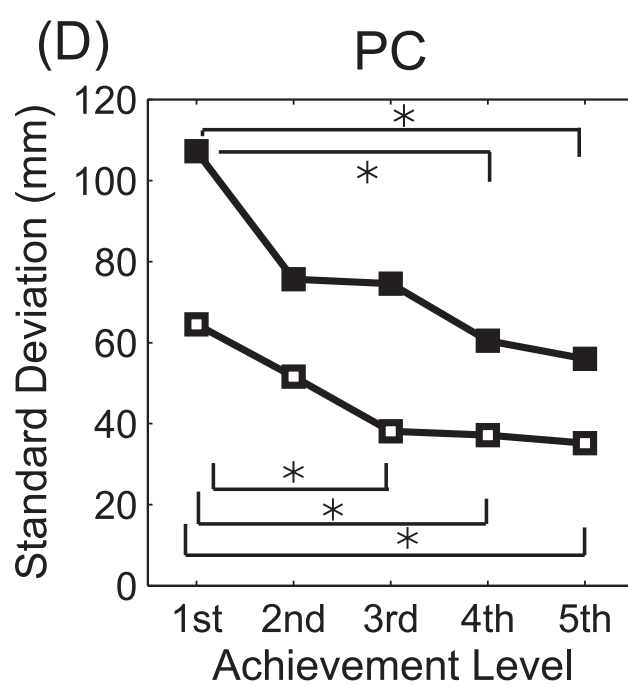 (D)
PC
Standard Deviation (mm)
120
100
80
60
40
20
0
*
*
*
*
*
1st 2nd 3rd 4th 5th
Achievement Level